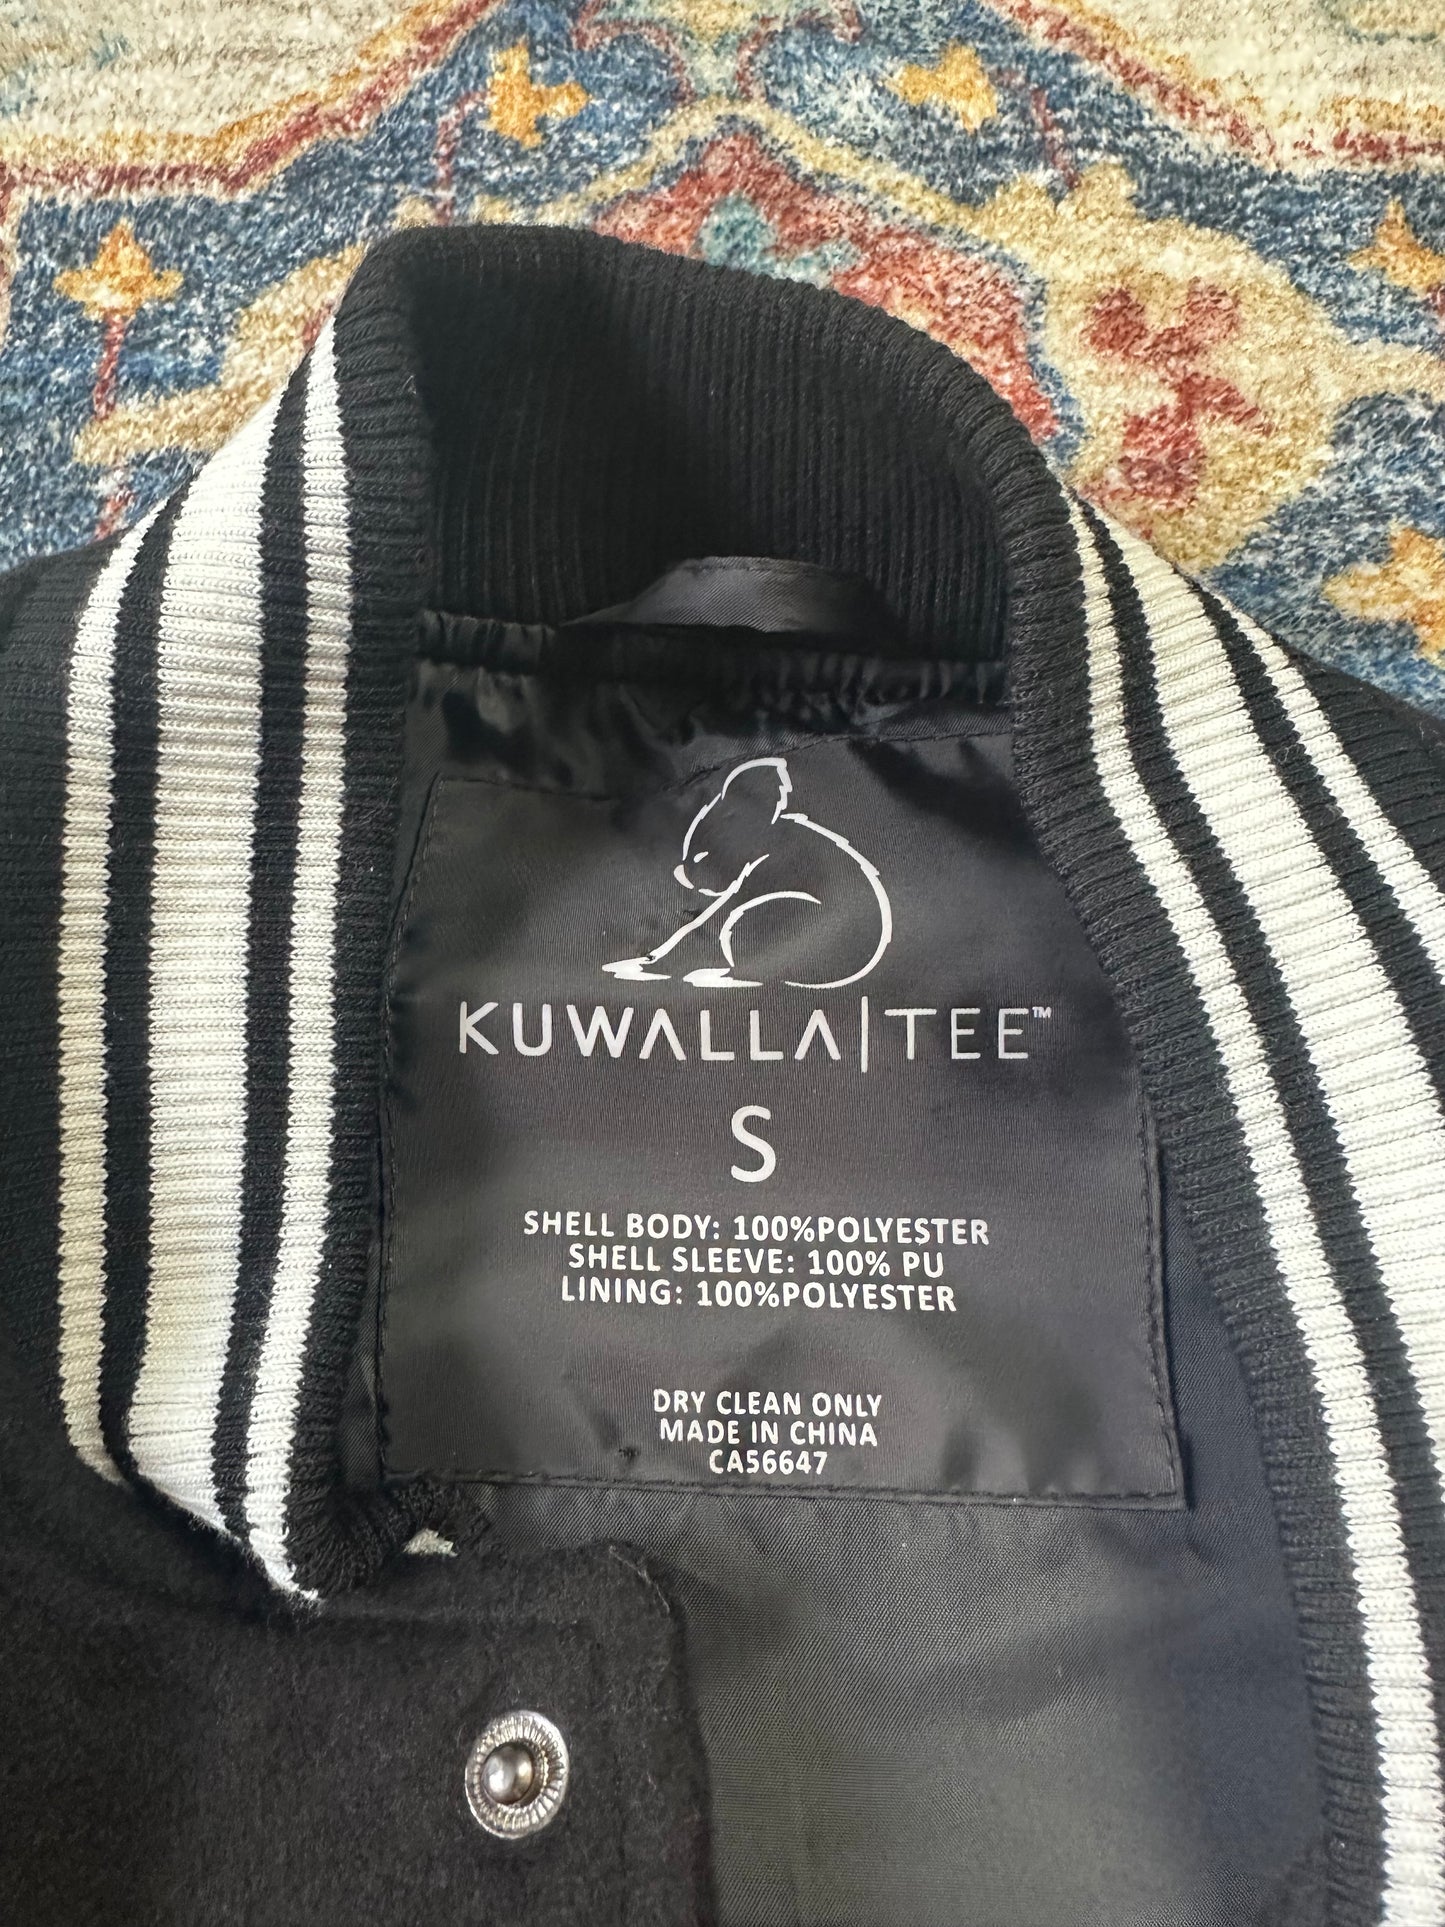 KUWALLA|TEE™
S
SHELL BODY: 100%POLYESTER
SHELL SLEEVE: 100% PU
LINING: 100%POLYESTER
DRY CLEAN ONLY
MADE IN CHINA
CA56647